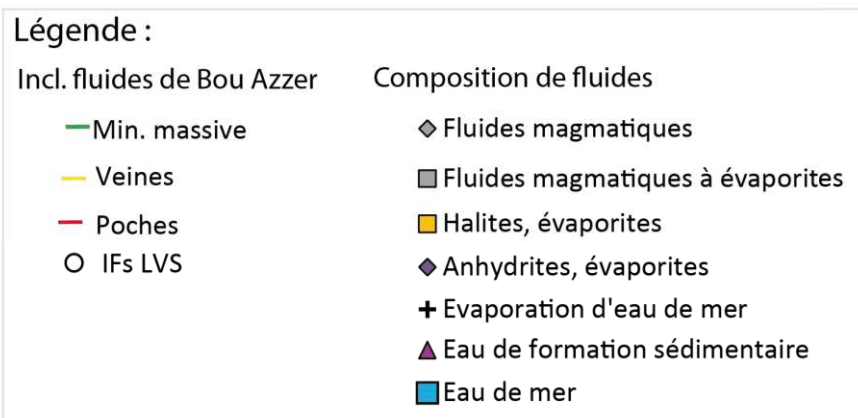 Légende :
Incl. fluides de Bou Azzer
Min. massive
Veines
Poches
IFs LVS
Composition de fluides
Fluides magmatiques
Fluides magmatiques à évaporites
Halites, évaporites
Anhydrites, évaporites
Evaporation d'eau de mer
Eau de formation sédimentaire
Eau de mer